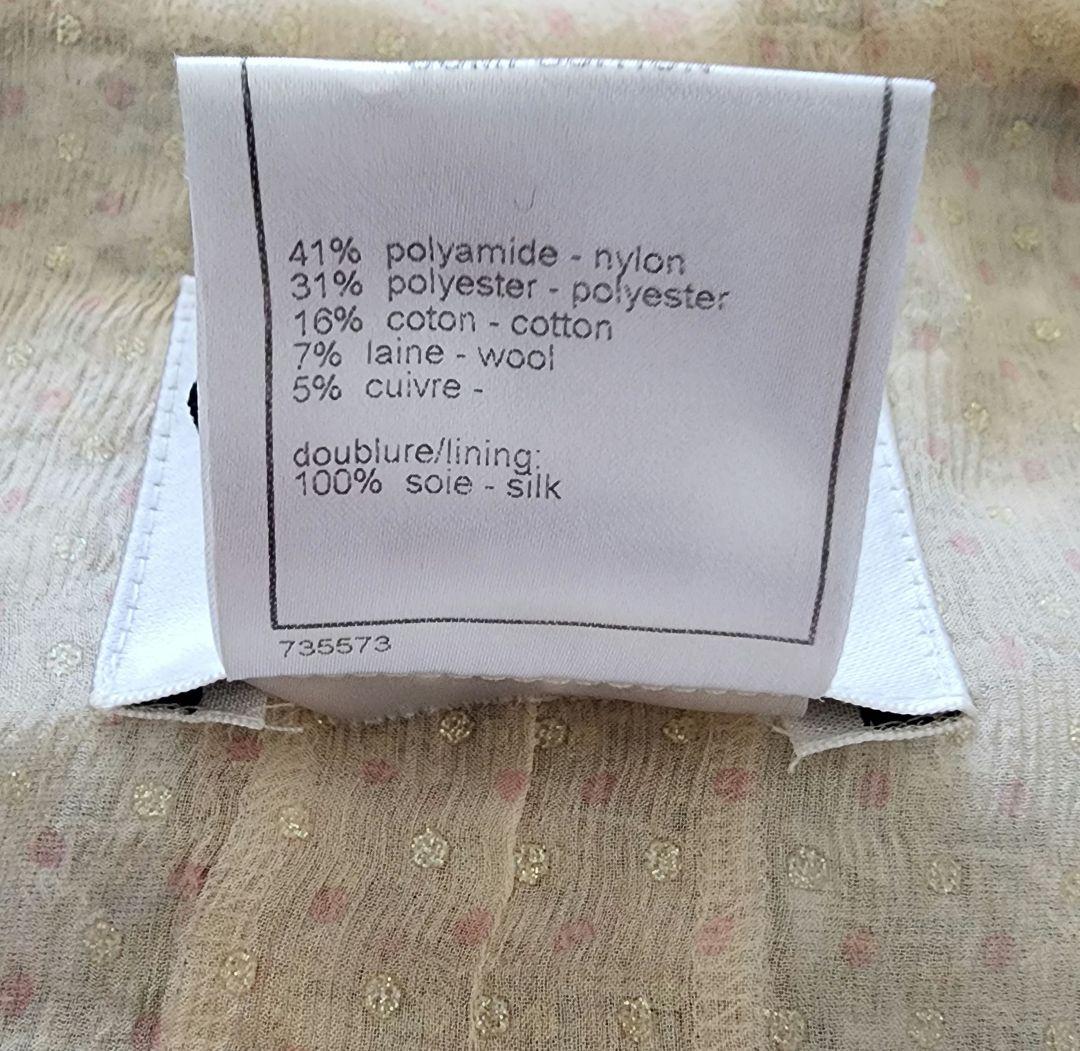 41% polyamide - nylon
31% polyester - polyester
16% coton - cotton
7% laine - wool
5% cuivre -
doublure/lining:
100% soie - silk
735573